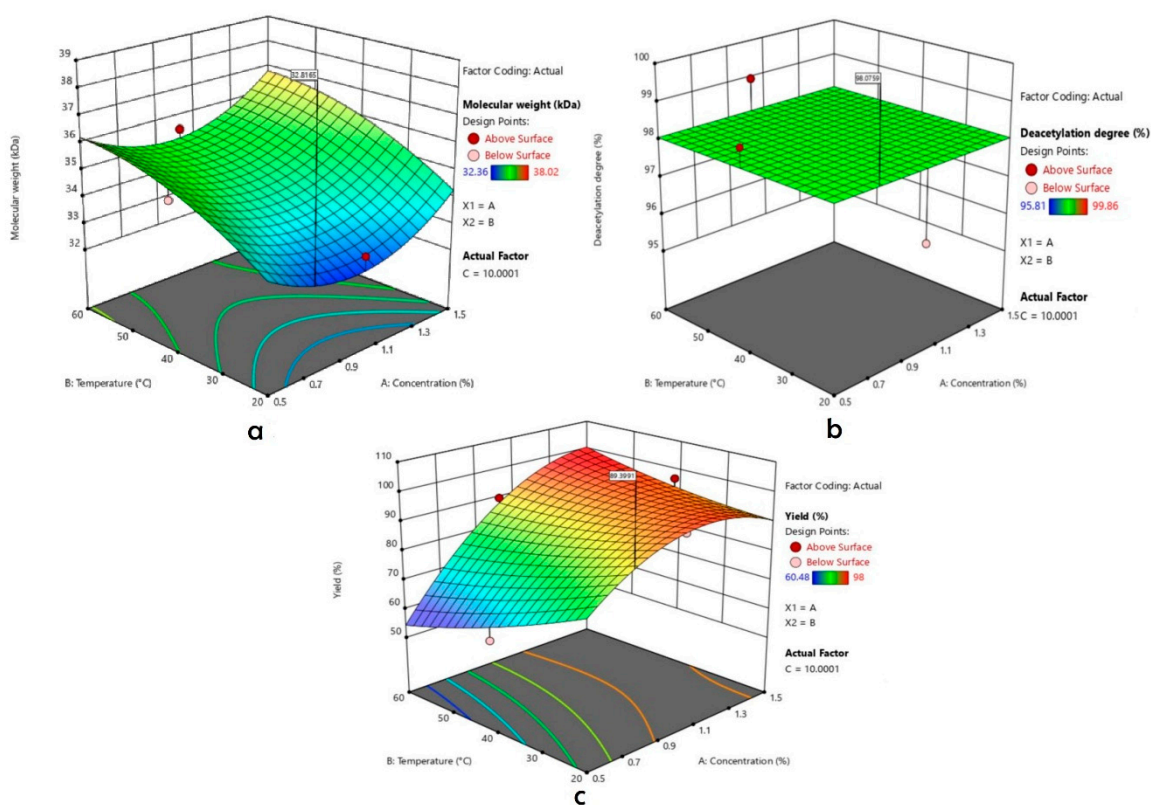 39
38
37
36
35
34
33
32
Molecular weight (kDa)
32.8165
60
50
40
30
20
B: Temperature (°C)
0.5
0.7
0.9
1.1
1.3
1.5
A: Concentration (%)
Factor Coding: Actual
Molecular weight (kDa)
Design Points:
Above Surface
Below Surface
32.36 38.02
X1 = A
X2 = B
Actual Factor
C = 10.0001
a
100
99
98
97
96
95
Deacetylation degree (%)
98.0759
60
50
40
30
20
B: Temperature (°C)
0.5
0.7
0.9
1.1
1.3
1.5
A: Concentration (%)
Factor Coding: Actual
Deacetylation degree (%)
Design Points:
Above Surface
Below Surface
95.81 99.86
X1 = A
X2 = B
Actual Factor
C = 10.0001
b
110
100
90
80
70
60
50
Yield (%)
89.3991
60
50
40
30
20
B: Temperature (°C)
0.5
0.7
0.9
1.1
1.3
1.5
A: Concentration (%)
Factor Coding: Actual
Yield (%)
Design Points:
Above Surface
Below Surface
60.48 98
X1 = A
X2 = B
Actual Factor
C = 10.0001
c